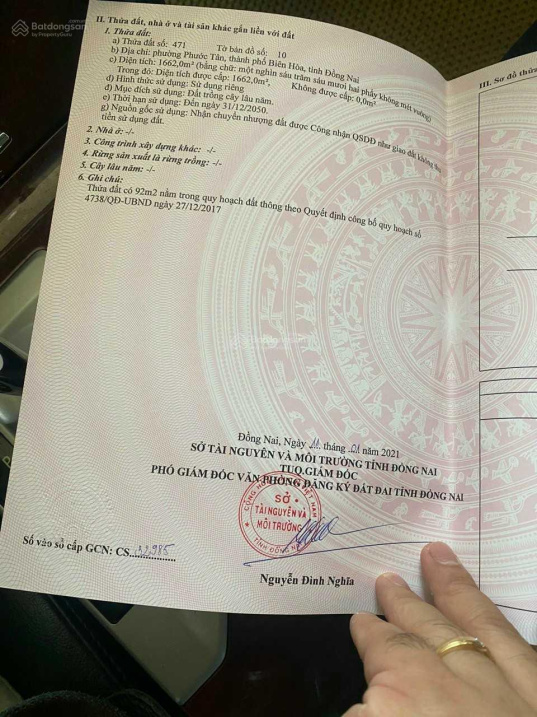 Batdongsan
by PropertyGuru
II. Thửa đất, nhà ở và tài sản khác gắn liền với đất
1. Thửa đất:
a) Thửa đất số: 471 Tờ bản đồ số: 10
b) Địa chỉ: phường Phước Tân, thành phố Biên Hòa, tỉnh Đồng Nai
c) Diện tích: 1662,0m², (bằng chữ: một nghìn sáu trăm sáu mươi hai phẩy không mét vuông)
Trong đó: Diện tích được cấp: 1662,0m², Không được cấp: 0,0m².
d) Hình thức sử dụng: Sử dụng riêng
đ) Mục đích sử dụng: Đất trồng cây lâu năm.
e) Thời hạn sử dụng: Đến ngày 31/12/2050.
g) Nguồn gốc sử dụng: Nhận chuyển nhượng đất được Công nhận QSDĐ như giao đất không thu
tiền sử dụng đất.
2. Nhà ở: -/-
3. Công trình xây dựng khác: -/-
4. Rừng sản xuất là rừng trồng: -/-
5. Cây lâu năm: -/-
6. Ghi chú:
Thửa đất có 92m2 nằm trong quy hoạch đất thông theo Quyết định công bố quy hoạch số
4738/QĐ-UBND ngày 27/12/2017
III. Sơ đồ thửa
Đồng Nai, Ngày 11 tháng 01 năm 2021
SỞ TÀI NGUYÊN VÀ MÔI TRƯỜNG TỈNH ĐỒNG NAI
TUQ.GIÁM ĐỐC
PHÓ GIÁM ĐỐC VĂN PHÒNG ĐĂNG KÝ ĐẤT ĐAI TỈNH ĐỒNG NAI
SỞ
TÀI NGUYÊN VÀ
MÔI TRƯỜNG
TỈNH ĐỒNG NAI
Số vào sổ cấp GCN: CS
Nguyễn Đình Nghĩa